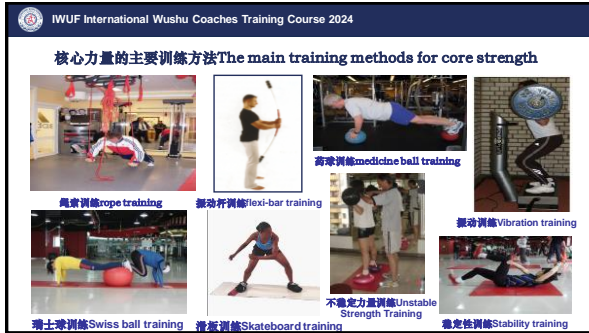 IWUF International Wushu Coaches Training Course 2024
核心力量的主要训练方法The main training methods for core strength
绳索训练rope training
振动杆训练flexi-bar training
药球训练medicine ball training
振动训练Vibration training
瑞士球训练Swiss ball training
滑板训练Skateboard training
不稳定力量训练Unstable
Strength Training
稳定性训练Stability training